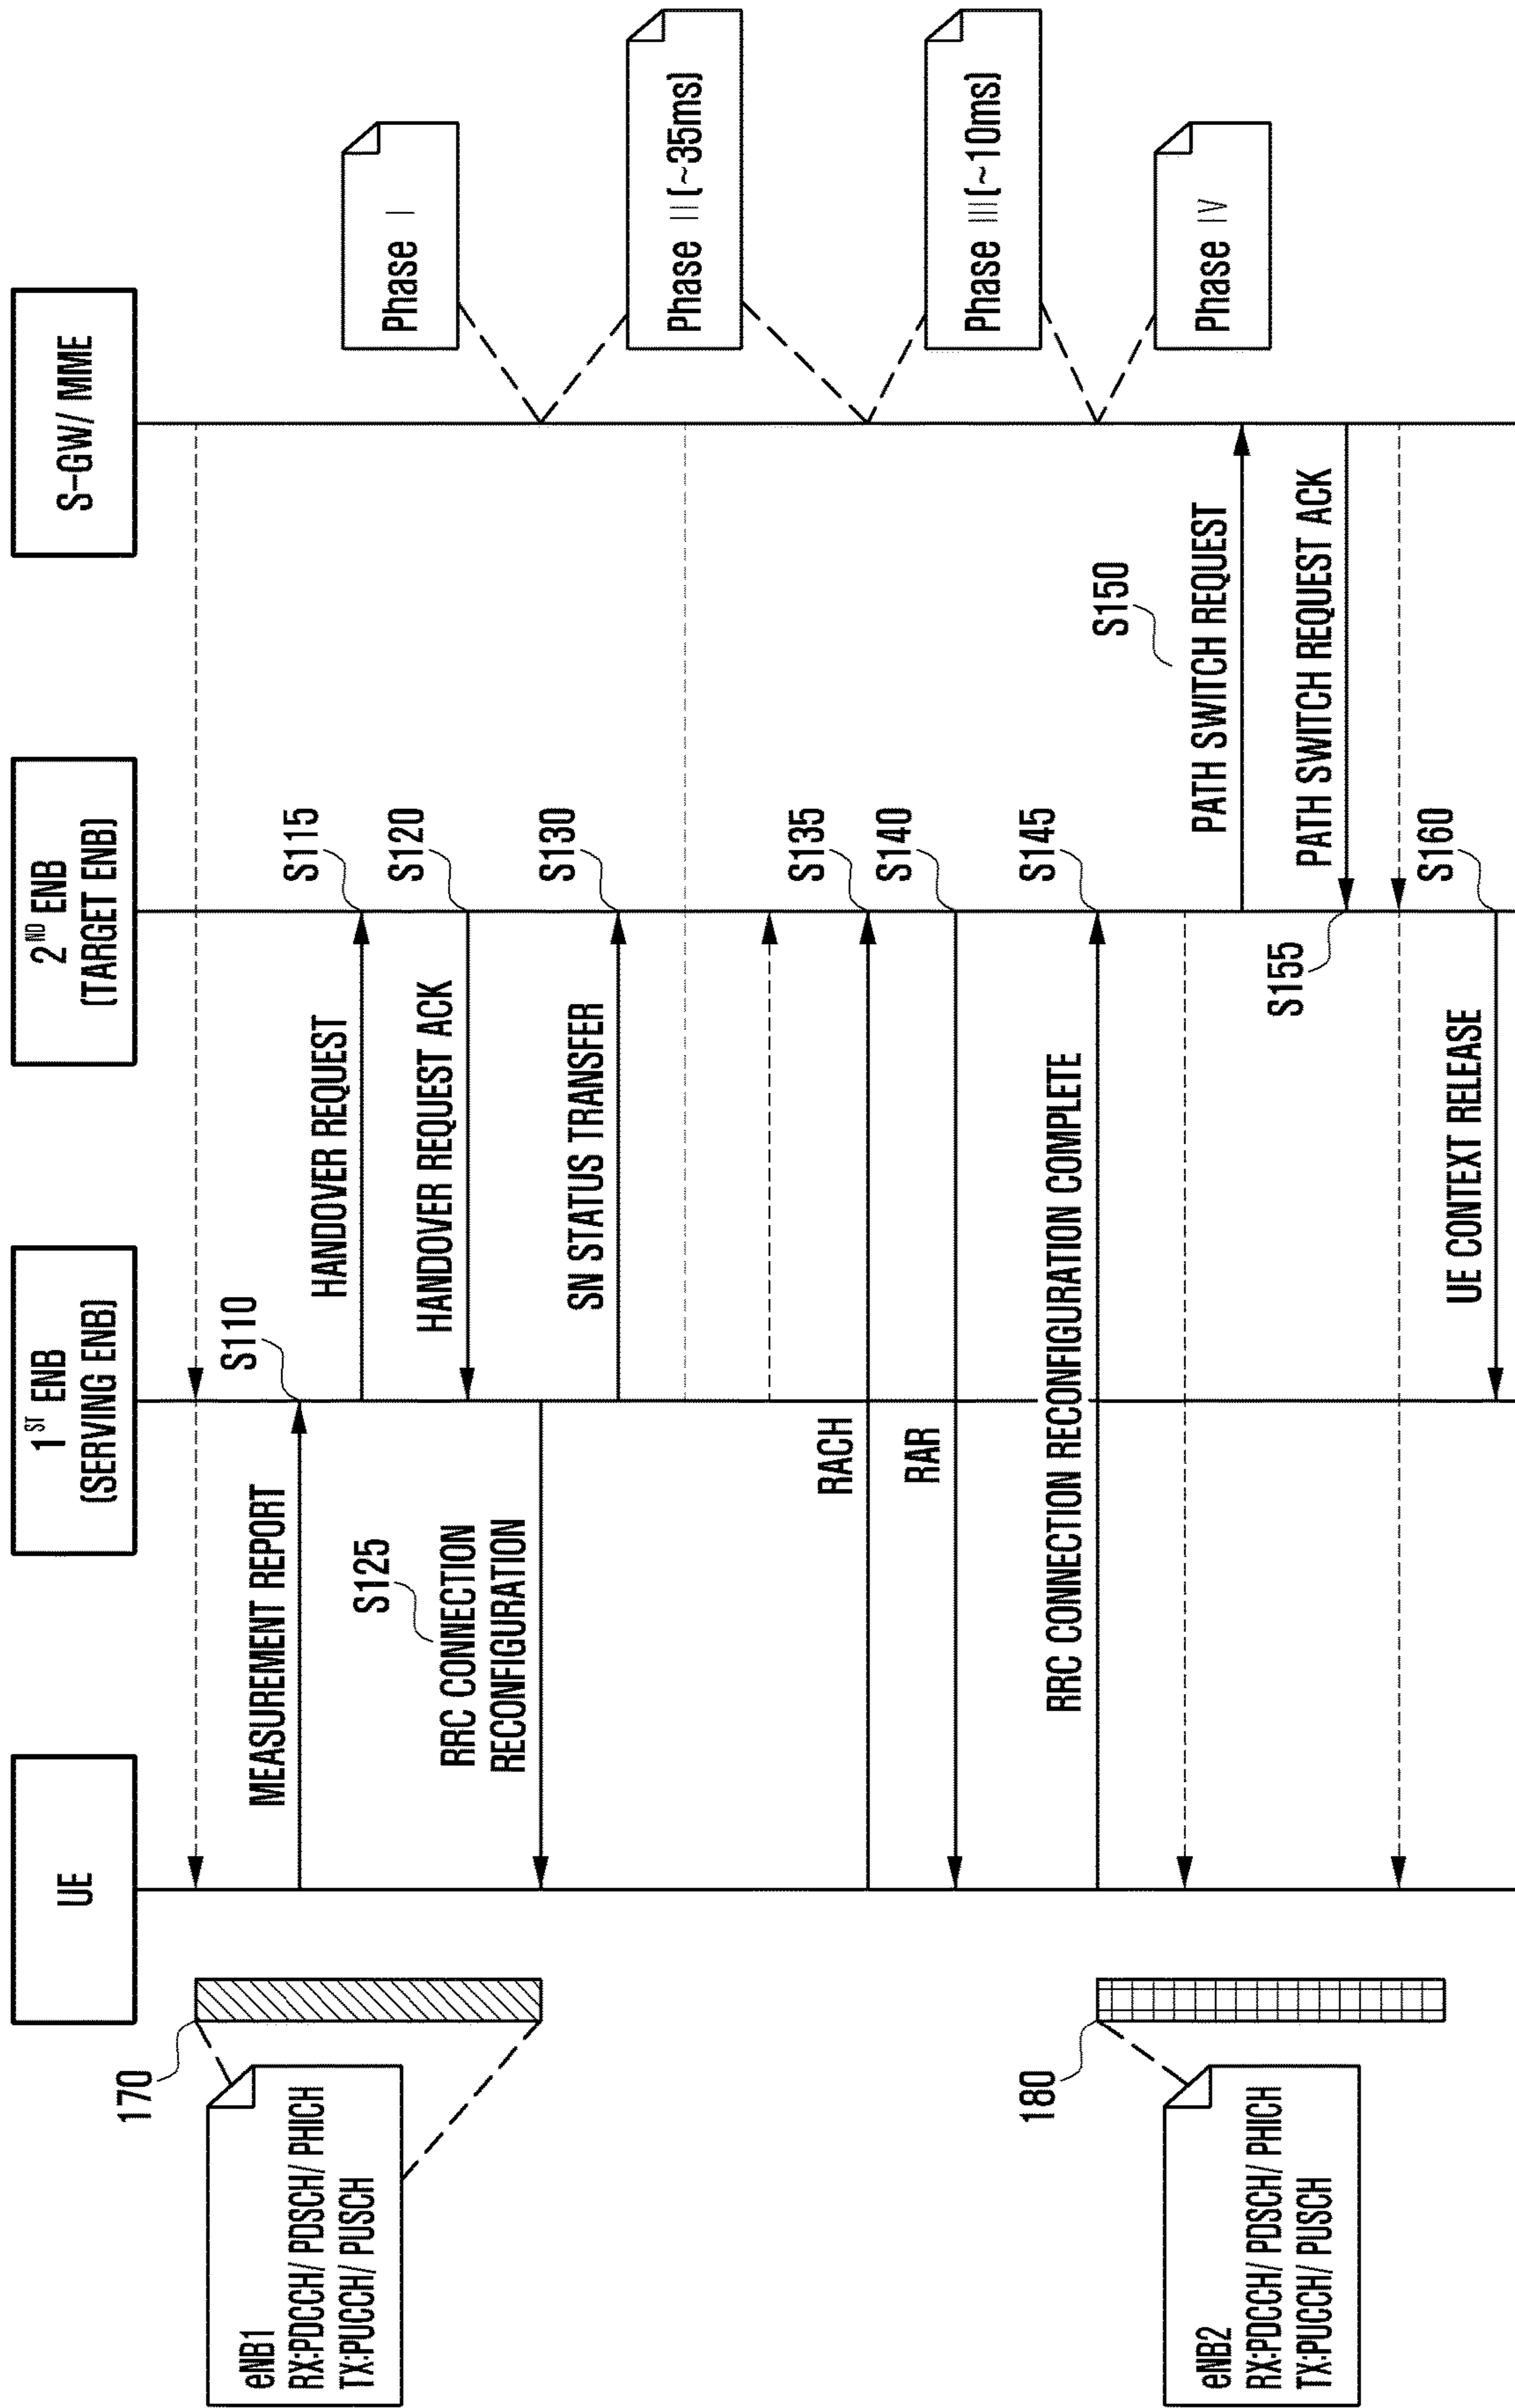 UE
1ST ENB
(SERVING ENB)
2ND ENB
(TARGET ENB)
S-GW/ MME
170
eNB1
RX:PDCCH/ PDSCH/ PHICH
TX:PUCCH/ PUSCH
MEASUREMENT REPORT
S110
HANDOVER REQUEST
S115
HANDOVER REQUEST ACK
S120
Phase I
S125
RRC CONNECTION
RECONFIGURATION
SN STATUS TRANSFER
S130
Phase II(~35ms)
RACH
S135
RAR
S140
Phase III(~10ms)
RRC CONNECTION RECONFIGURATION COMPLETE
S145
180
eNB2
RX:PDCCH/ PDSCH/ PHICH
TX:PUCCH/ PUSCH
S150
PATH SWITCH REQUEST
Phase IV
PATH SWITCH REQUEST ACK
S155
S160
UE CONTEXT RELEASE